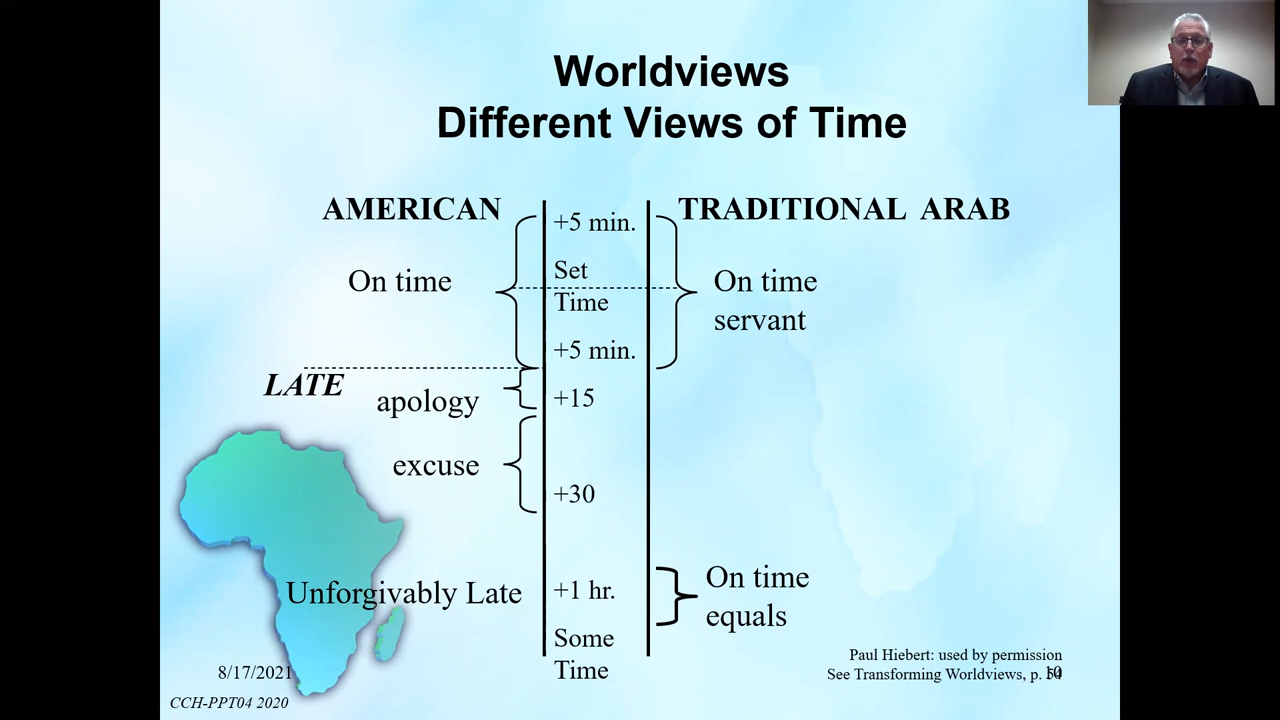 Worldviews
Different Views of Time
AMERICAN
TRADITIONAL ARAB
+5 min.
On time
Set
Time
On time
servant
+5 min.
LATE
apology
+15
excuse
+30
Unforgivably Late
+1 hr.
On time
equals
Some
Time
Paul Hiebert: used by permission
8/17/2021
See Transforming Worldviews, p.
CCH-PPT04 2020